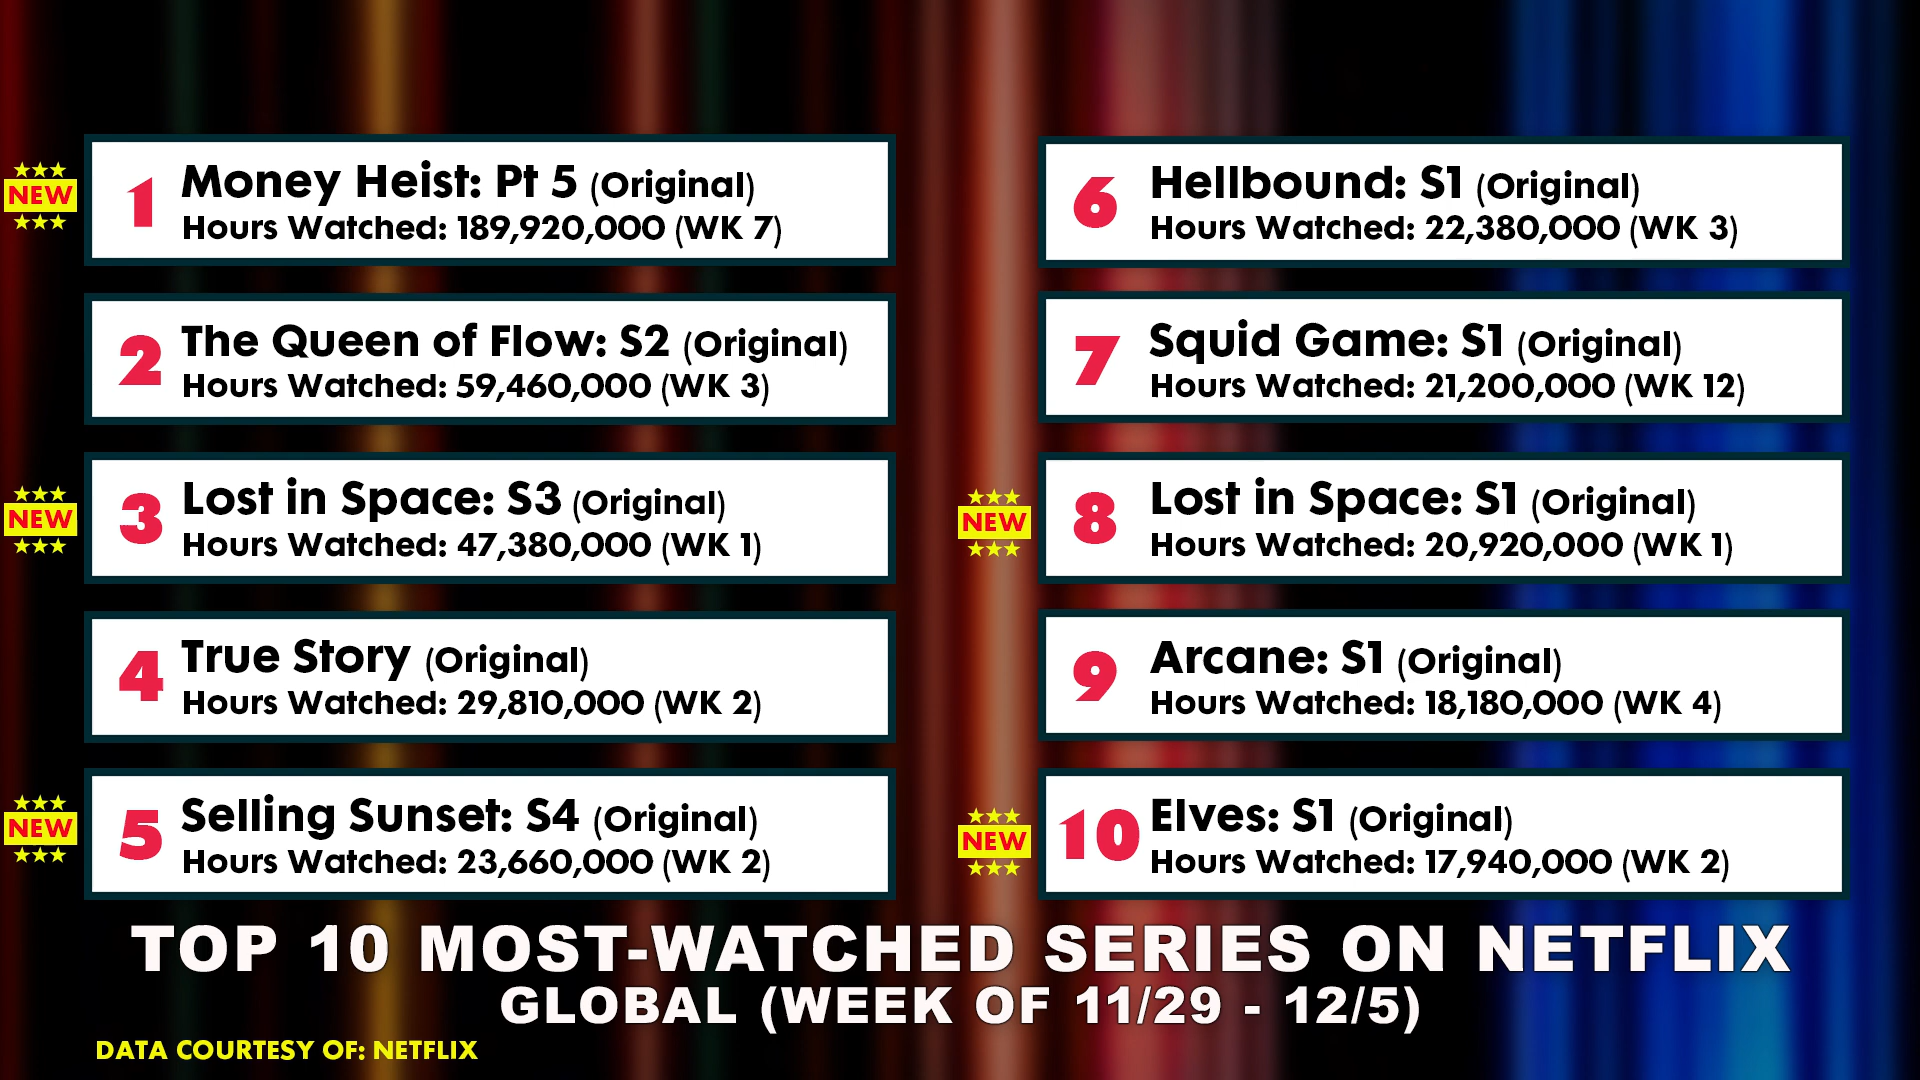 NEW
1
Money Heist: Pt 5 (Original)
Hours Watched: 189,920,000 (WK 7)
2
The Queen of Flow: S2 (Original)
Hours Watched: 59,460,000 (WK 3)
NEW
3
Lost in Space: S3 (Original)
Hours Watched: 47,380,000 (WK 1)
4
True Story (Original)
Hours Watched: 29,810,000 (WK 2)
NEW
5
Selling Sunset: S4 (Original)
Hours Watched: 23,660,000 (WK 2)
6
Hellbound: S1 (Original)
Hours Watched: 22,380,000 (WK 3)
7
Squid Game: S1 (Original)
Hours Watched: 21,200,000 (WK 12)
NEW
8
Lost in Space: S1 (Original)
Hours Watched: 20,920,000 (WK 1)
9
Arcane: S1 (Original)
Hours Watched: 18,180,000 (WK 4)
NEW
10
Elves: S1 (Original)
Hours Watched: 17,940,000 (WK 2)
TOP 10 MOST-WATCHED SERIES ON NETFLIX
GLOBAL (WEEK OF 11/29 - 12/5)
DATA COURTESY OF: NETFLIX